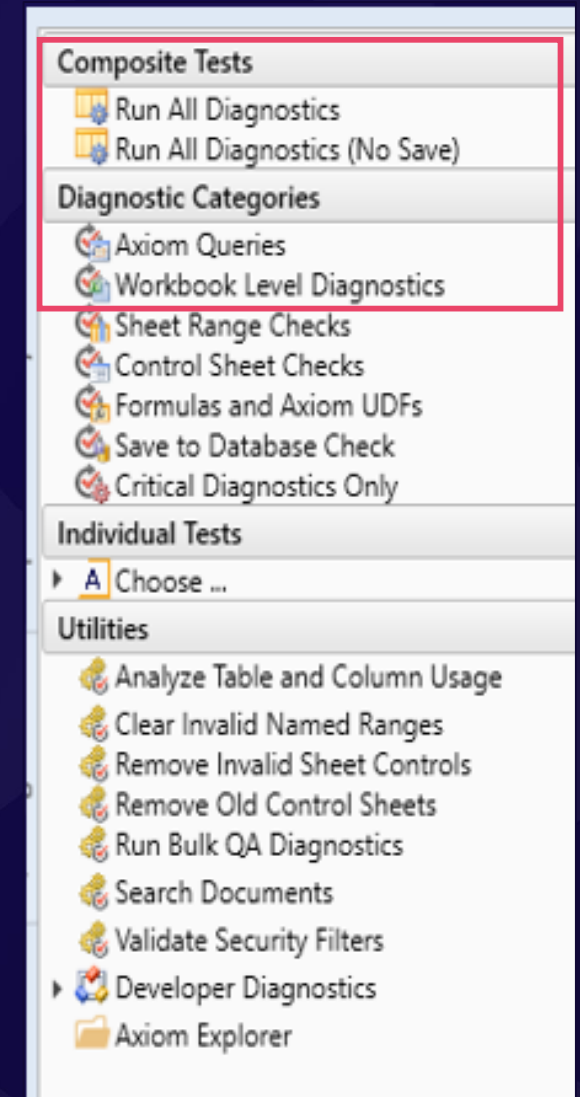 Composite Tests
Run All Diagnostics
Run All Diagnostics (No Save)
Diagnostic Categories
Axiom Queries
Workbook Level Diagnostics
Sheet Range Checks
Control Sheet Checks
Formulas and Axiom UDFs
Save to Database Check
Critical Diagnostics Only
Individual Tests
A Choose ...
Utilities
Analyze Table and Column Usage
Clear Invalid Named Ranges
Remove Invalid Sheet Controls
Remove Old Control Sheets
Run Bulk QA Diagnostics
Search Documents
Validate Security Filters
Developer Diagnostics
Axiom Explorer